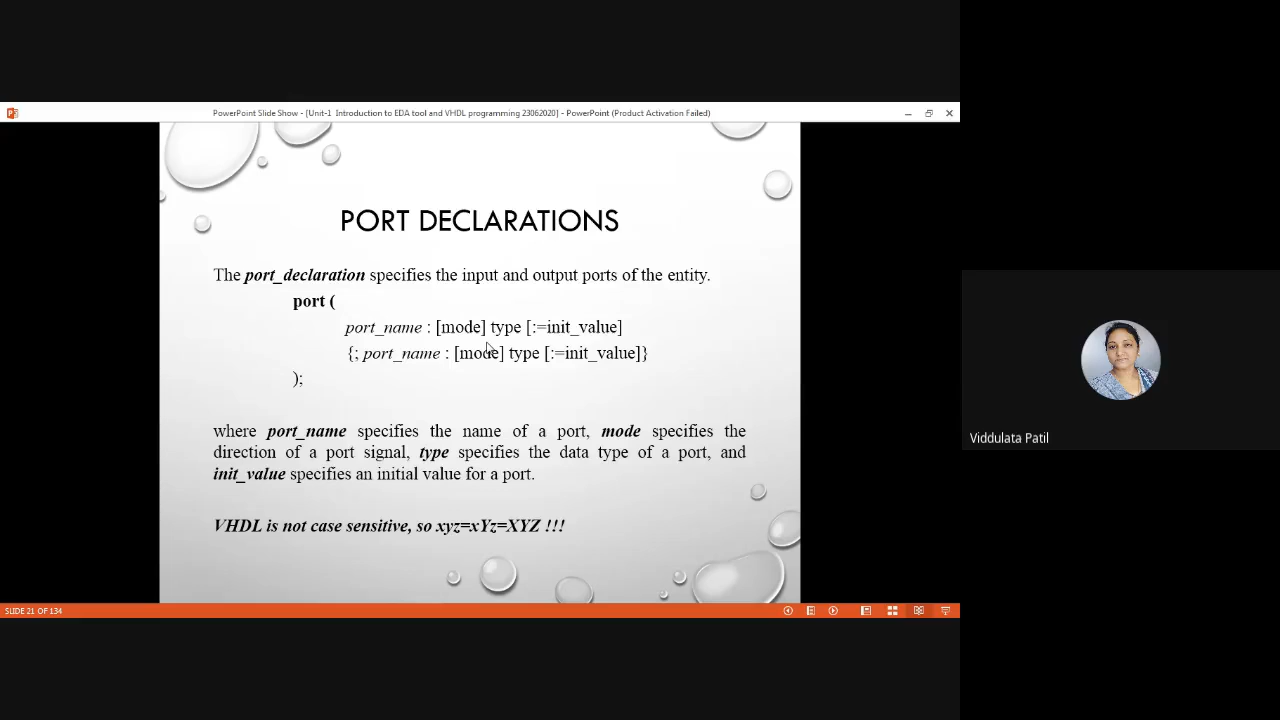 PowerPoint Slide Show - [Unit-1 Introduction to EDA tool and VHDL programming 23062020] - PowerPoint (Product Activation Failed)
PORT DECLARATIONS
The port_declaration specifies the input and output ports of the entity.
port (
port_name : [mode] type [:=init_value]
{; port_name : [mode] type [:=init_value]}
);
where port_name specifies the name of a port, mode specifies the
direction of a port signal, type specifies the data type of a port, and
init_value specifies an initial value for a port.
VHDL is not case sensitive, so xyz=xYz=XYZ !!!
SLIDE 21 OF 134
Viddulata Patil